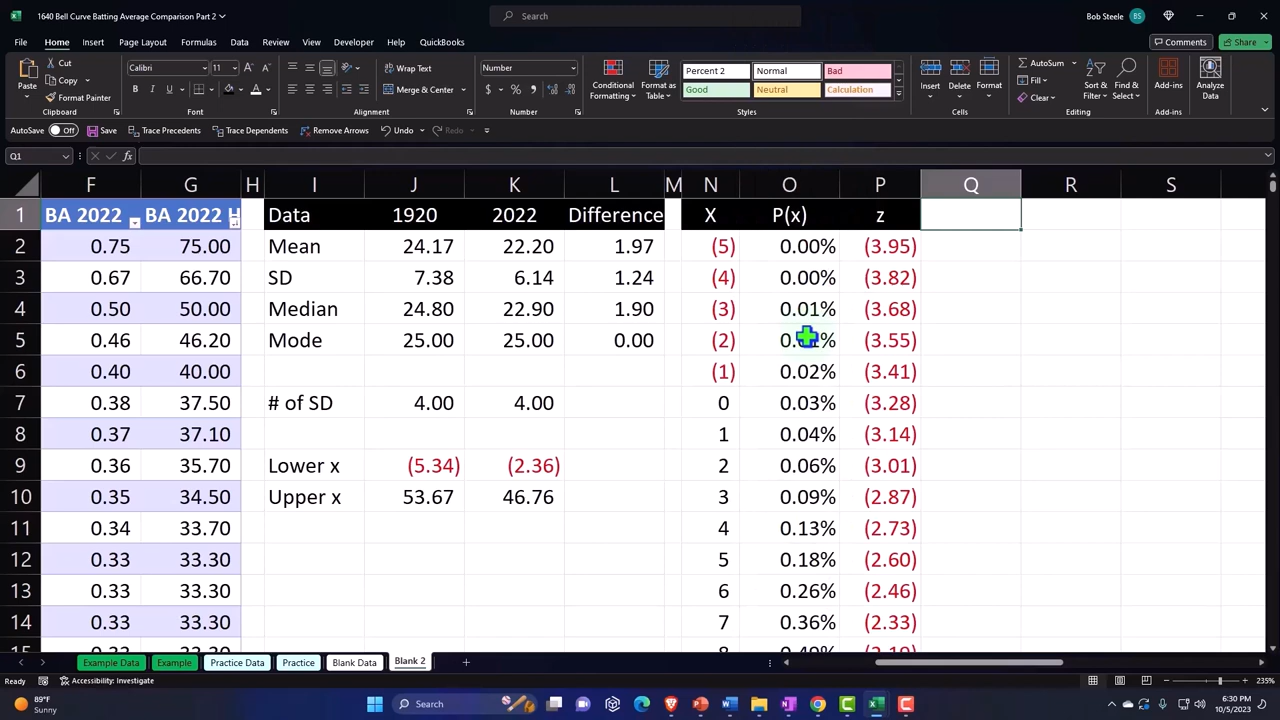 1640 Bell Curve Batting Average Comparison Part 2
Search
Bob Steele
BS
File Home Insert Page Layout Formulas Data Review View Developer Help QuickBooks
Comments
Share
Paste
Cut
Copy
Format Painter
Clipboard
Calibri
11
Font
Wrap Text
Merge & Center
Alignment
Number
Number
Conditional Formatting
Format as Table
Percent 2 Normal Bad
Good Neutral Calculation
Styles
Insert Delete Format
Cells
AutoSum
Fill
Clear
Sort & Filter
Find & Select
Editing
Add-ins
Add-ins
Analyze Data
AutoSave Off Save Trace Precedents Trace Dependents Remove Arrows Undo Redo
Q1
F G H I J K L M N O P Q R S
1 BA 2022 BA 2022 H Data 1920 2022 Difference X P(x) z
2 0.75 75.00 Mean 24.17 22.20 1.97 (5) 0.00% (3.95)
3 0.67 66.70 SD 7.38 6.14 1.24 (4) 0.00% (3.82)
4 0.50 50.00 Median 24.80 22.90 1.90 (3) 0.01% (3.68)
5 0.46 46.20 Mode 25.00 25.00 0.00 (2) (3.55)
6 0.40 40.00 (1) 0.02% (3.41)
7 0.38 37.50 # of SD 4.00 4.00 0 0.03% (3.28)
8 0.37 37.10 1 0.04% (3.14)
9 0.36 35.70 Lower x (5.34) (2.36) 2 0.06% (3.01)
10 0.35 34.50 Upper x 53.67 46.76 3 0.09% (2.87)
11 0.34 33.70 4 0.13% (2.73)
12 0.33 33.30 5 0.18% (2.60)
13 0.33 33.30 6 0.26% (2.46)
14 0.33 33.30 7 0.36% (2.33)
Example Data Example Practice Data Practice Blank Data Blank 2
Ready
Accessibility: Investigate
235%
89°F
Sunny
Search
6:30 PM
10/5/2023